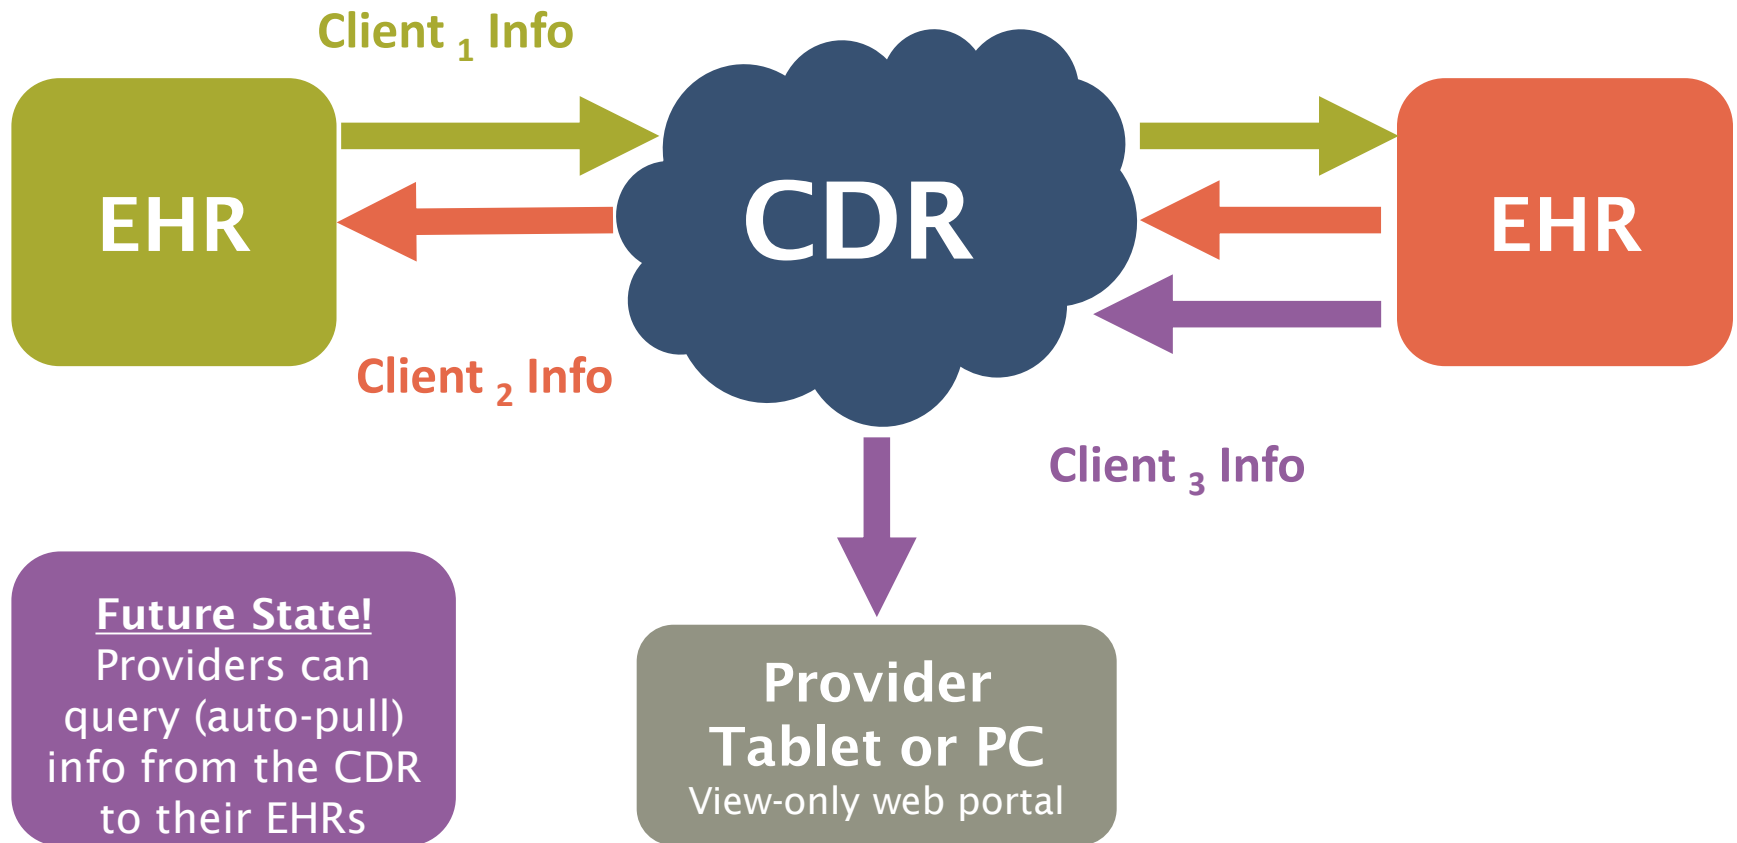 Client 1 Info
EHR
CDR
EHR
Client 2 Info
Client 3 Info
Future State!
Providers can
query (auto-pull)
info from the CDR
to their EHRs
Provider
Tablet or PC
View-only web portal